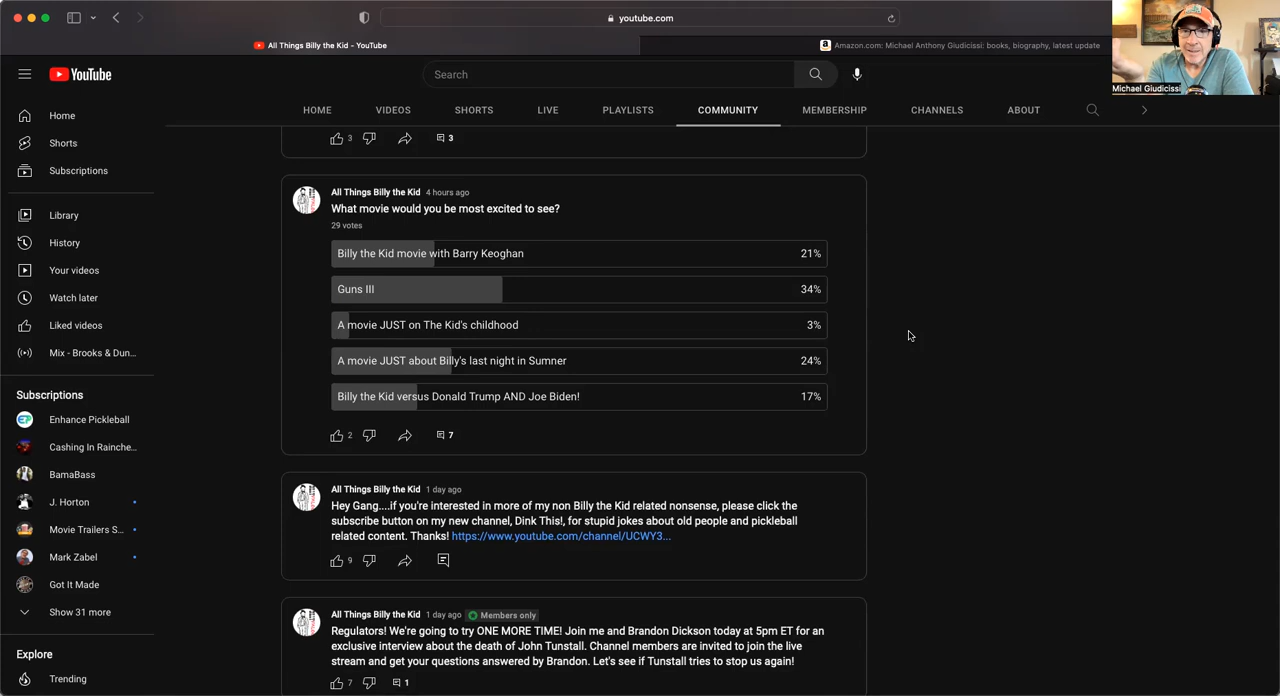 youtube.com
All Things Billy the Kid - YouTube
Amazon.com: Michael Anthony Giudicissi: books, biography, latest update
Michael Giudicissi
YouTube
Search
HOME VIDEOS SHORTS LIVE PLAYLISTS COMMUNITY MEMBERSHIP CHANNELS ABOUT
Home
Shorts
Subscriptions
Library
History
Your videos
Watch later
Liked videos
Mix - Brooks & Dun...
Subscriptions
Enhance Pickleball
Cashing In Rainche...
BamaBass
J. Horton
Movie Trailers S...
Mark Zabel
Got It Made
Show 31 more
Explore
Trending
3 3
All Things Billy the Kid 4 hours ago
What movie would you be most excited to see?
29 votes
Billy the Kid movie with Barry Keoghan 21%
Guns III 34%
A movie JUST on The Kid's childhood 3%
A movie JUST about Billy's last night in Sumner 24%
Billy the Kid versus Donald Trump AND Joe Biden! 17%
2 7
All Things Billy the Kid 1 day ago
Hey Gang....if you're interested in more of my non Billy the Kid related nonsense, please click the
subscribe button on my new channel, Dink This!, for stupid jokes about old people and pickleball
related content. Thanks! https://www.youtube.com/channel/UCWY3...
9
All Things Billy the Kid 1 day ago Members only
Regulators! We're going to try ONE MORE TIME! Join me and Brandon Dickson today at 5pm ET for an
exclusive interview about the death of John Tunstall. Channel members are invited to join the live
stream and get your questions answered by Brandon. Let's see if Tunstall tries to stop us again!
7 1